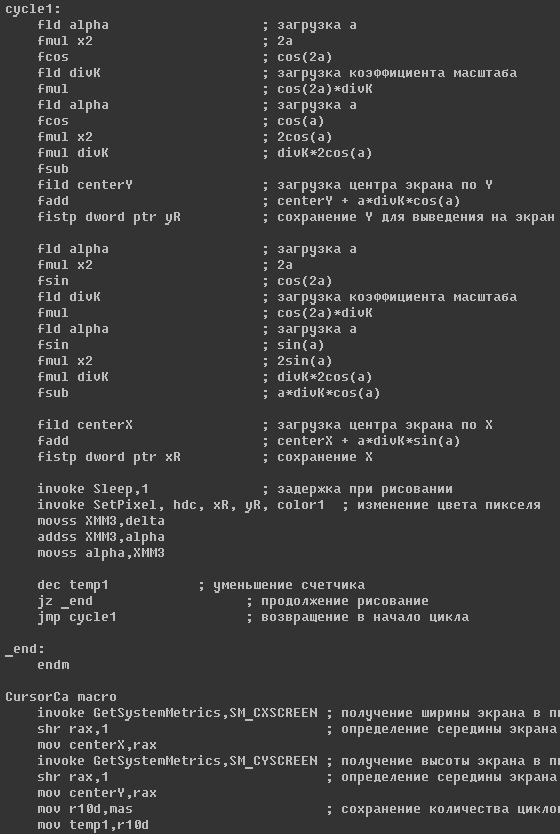 cycle1:
fld alpha ; загрузка а
fmul x2 ; 2а
fcos ; cos(2a)
fld divK ; загрузка коэффициента масштаба
fmul ; cos(2a)*divK
fld alpha ; загрузка а
fcos ; cos(a)
fmul x2 ; 2cos(a)
fmul divK ; divK*2cos(a)
fsub
fild centerY ; загрузка центра экрана по Y
fadd ; centerY + a*divK*cos(a)
fistp dword ptr yR ; сохранение Y для выведения на экран
fld alpha ; загрузка а
fmul x2 ; 2а
fsin ; cos(2a)
fld divK ; загрузка коэффициента масштаба
fmul ; cos(2a)*divK
fld alpha ; загрузка а
fsin ; sin(a)
fmul x2 ; 2sin(a)
fmul divK ; divK*2cos(a)
fsub ; a*divK*cos(a)
fild centerX ; загрузка центра экрана по X
fadd ; centerX + a*divK*sin(a)
fistp dword ptr xR ; сохранение X
invoke Sleep,1 ; задержка при рисовании
invoke SetPixel, hdc, xR, yR, color1 ; изменение цвета пикселя
movss XMM3,delta
addss XMM3,alpha
movss alpha,XMM3
dec temp1 ; уменьшение счетчика
jz _end ; продолжение рисование
jmp cycle1 ; возвращение в начало цикла
_end:
endm
CursorCa macro
invoke GetSystemMetrics,SM_CXSCREEN ; получение ширины экрана в
shr rax,1 ; определение середины экрана
mov centerX,rax
invoke GetSystemMetrics,SM_CYSCREEN ; получение высоты экрана в
shr rax,1 ; определение середины экрана
mov centerY,rax
mov r10d,mas ; сохранение количества
mov temp1,r10d